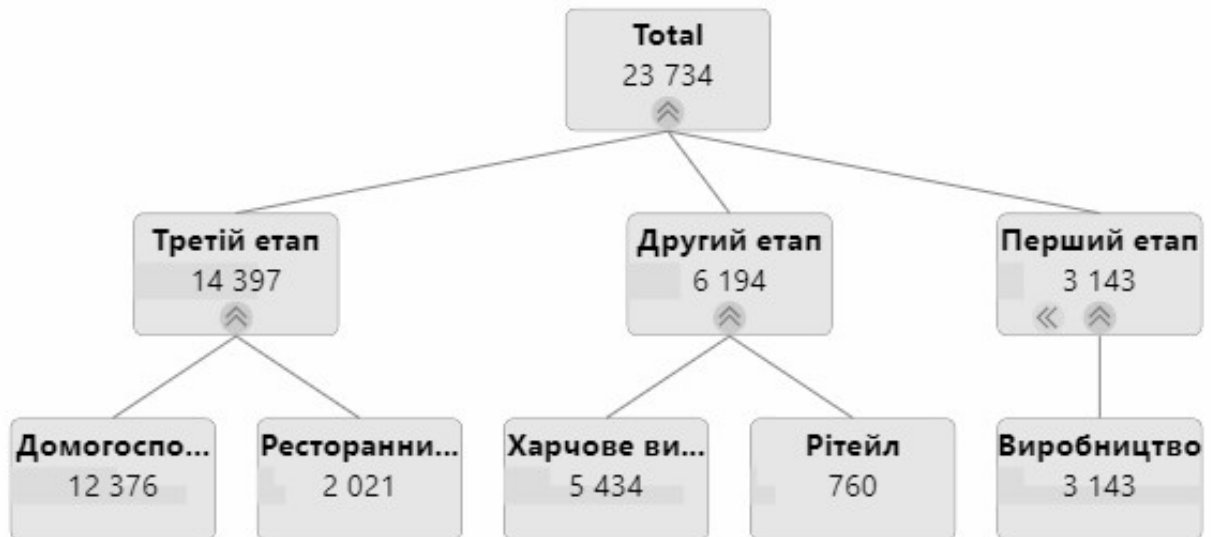 Total
23 734
Третій етап
14 397
Другий етап
6 194
Перший етап
3 143
Домогоспо...
12 376
Ресторанни...
2 021
Харчове ви...
5 434
Рітейл
760
Виробництво
3 143